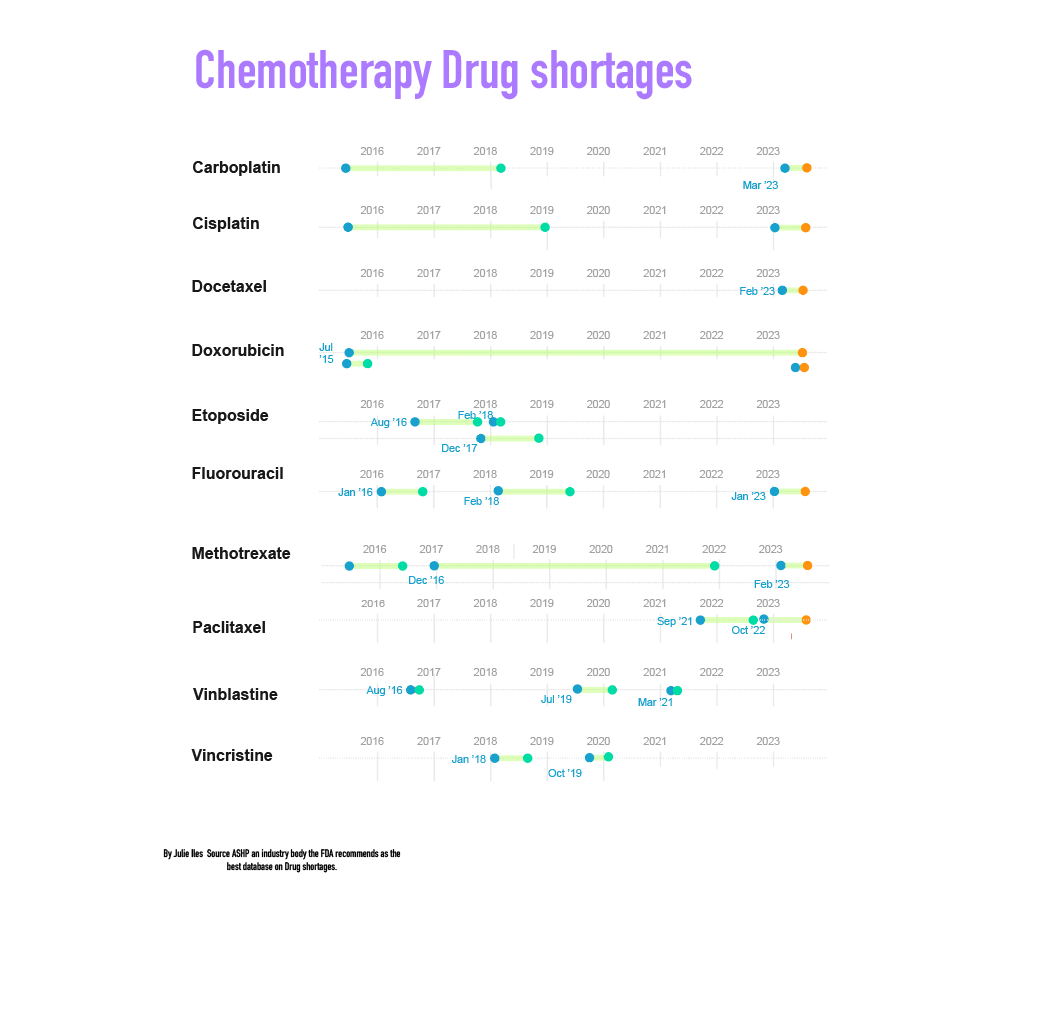 Chemotherapy Drug shortages
2016 2017 2018 2019 2020 2021 2022 2023
Carboplatin
Mar '23
2016 2017 2018 2019 2020 2021 2022 2023
Cisplatin
2016 2017 2018 2019 2020 2021 2022 2023
Docetaxel
Feb '23
2016 2017 2018 2019 2020 2021 2022 2023
Doxorubicin
Jul
'15
2016 2017 2018 2019 2020 2021 2022 2023
Etoposide
Feb '18
Aug '16
Dec '17
2016 2017 2018 2019 2020 2021 2022 2023
Fluorouracil
Jan '16
Feb '18
Jan '23
2016 2017 2018 2019 2020 2021 2022 2023
Methotrexate
Dec '16
Feb '23
2016 2017 2018 2019 2020 2021 2022 2023
Paclitaxel
Sep '21
Oct '22
2016 2017 2018 2019 2020 2021 2022 2023
Vinblastine
Aug '16
Jul '19
Mar '21
2016 2017 2018 2019 2020 2021 2022 2023
Vincristine
Jan '18
Oct '19
By Julie Iles Source ASHP an industry body the FDA recommends as the
best database on Drug shortages.